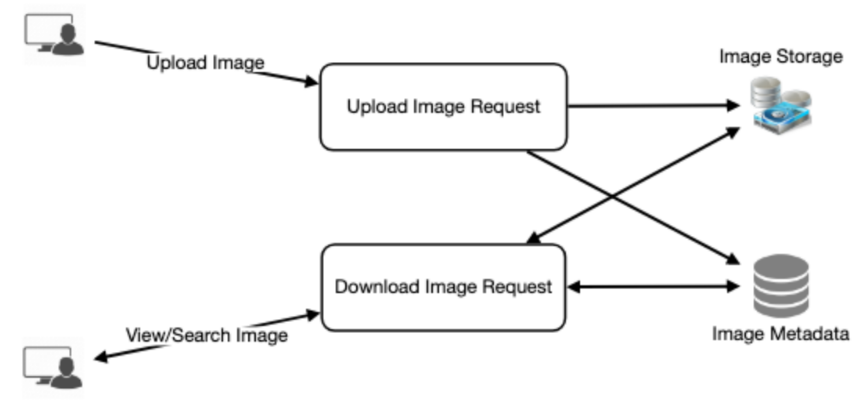 Upload Image
Image Storage
Upload Image Request
Download Image Request
View/Search Image
Image Metadata